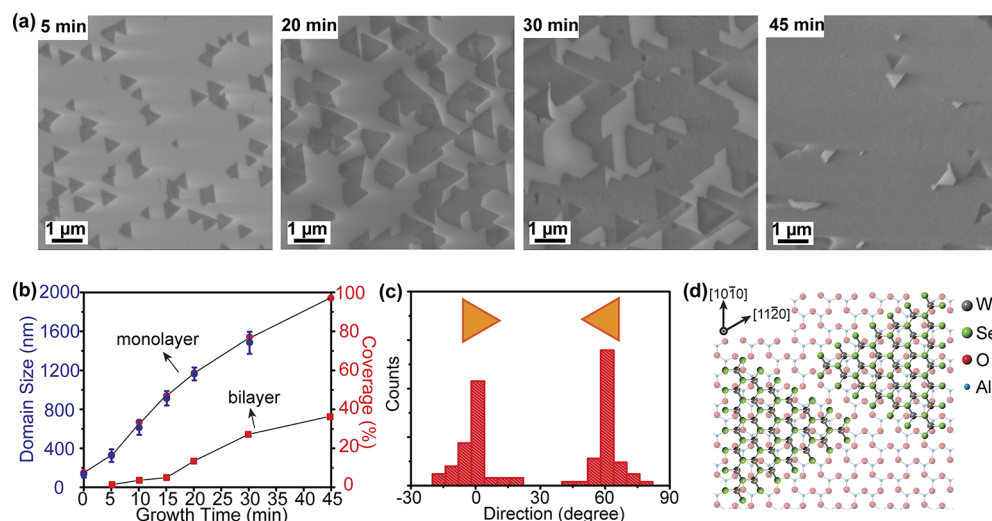 (a) 5 min 20 min 30 min 45 min
1 µm 1 µm 1 µm 1 µm
(b)
2000
1600
1200
800
400
0
Domain Size (nm)
monolayer
bilayer
100
80
60
40
20
0
Coverage (%)
0 5 10 15 20 30 45
Growth Time (min)
(c)
Counts
-30 0 30 60 90
Direction (degree)
(d)
[101̅0]
[112̅0]
W
Se
O
Al